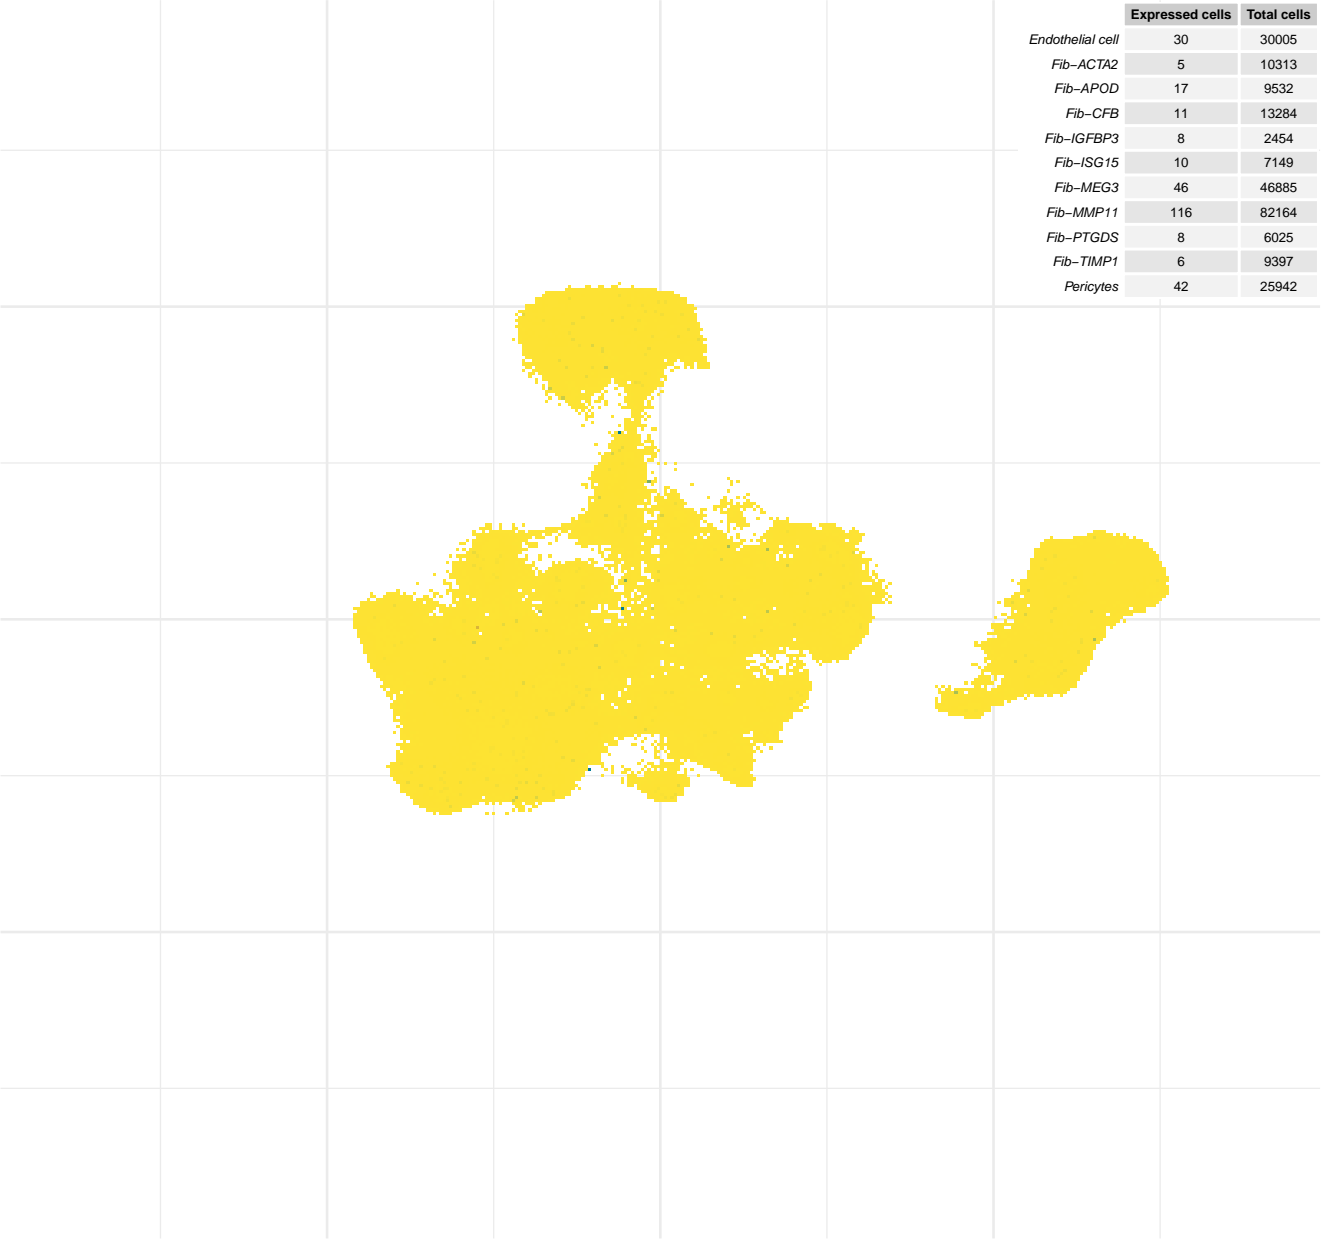 Expressed cells Total cells
Endothelial cell 30 30005
Fib−ACTA2 5 10313
Fib−APOD 17 9532
Fib−CFB 11 13284
Fib−IGFBP3 8 2454
Fib−ISG15 10 7149
Fib−MEG3 46 46885
Fib−MMP11 116 82164
Fib−PTGDS 8 6025
Fib−TIMP1 6 9397
Pericytes 42 25942